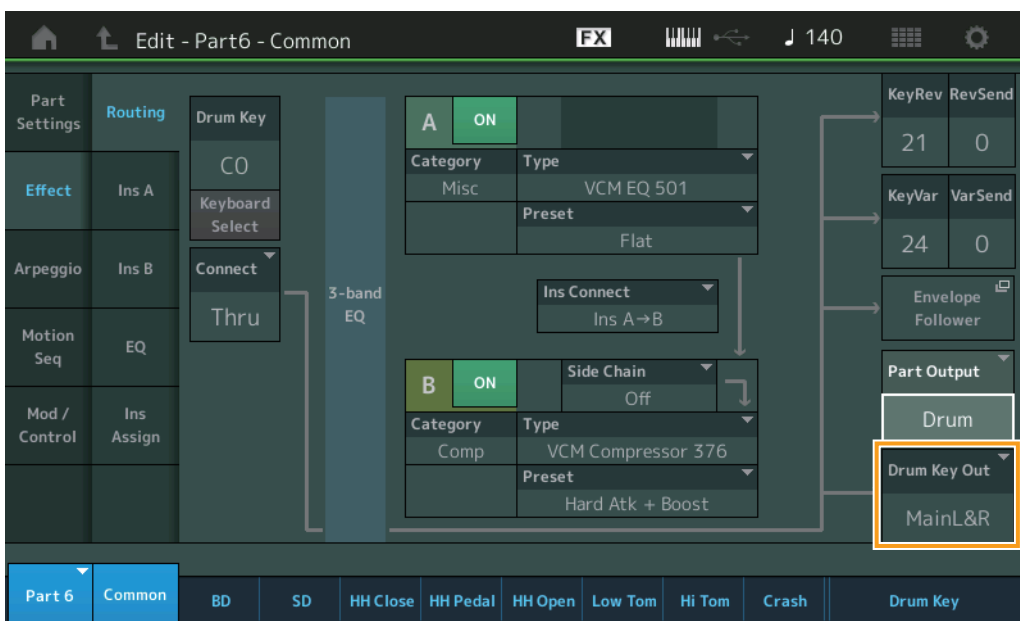 Edit - Part6 - Common
FX
♩ 140
Part
Settings
Effect
Arpeggio
Motion
Seq
Mod /
Control
Routing
Ins A
Ins B
EQ
Ins
Assign
Drum Key
C0
Keyboard
Select
Connect
Thru
3-band
EQ
A
ON
Category
Misc
Type
VCM EQ 501
Preset
Flat
Ins Connect
Ins A→B
B
ON
Side Chain
Off
Category
Comp
Type
VCM Compressor 376
Preset
Hard Atk + Boost
KeyRev RevSend
21 0
KeyVar VarSend
24 0
Envelope
Follower
Part Output
Drum
Drum Key Out
MainL&R
Part 6
Common
BD
SD
HH Close
HH Pedal
HH Open
Low Tom
Hi Tom
Crash
Drum Key